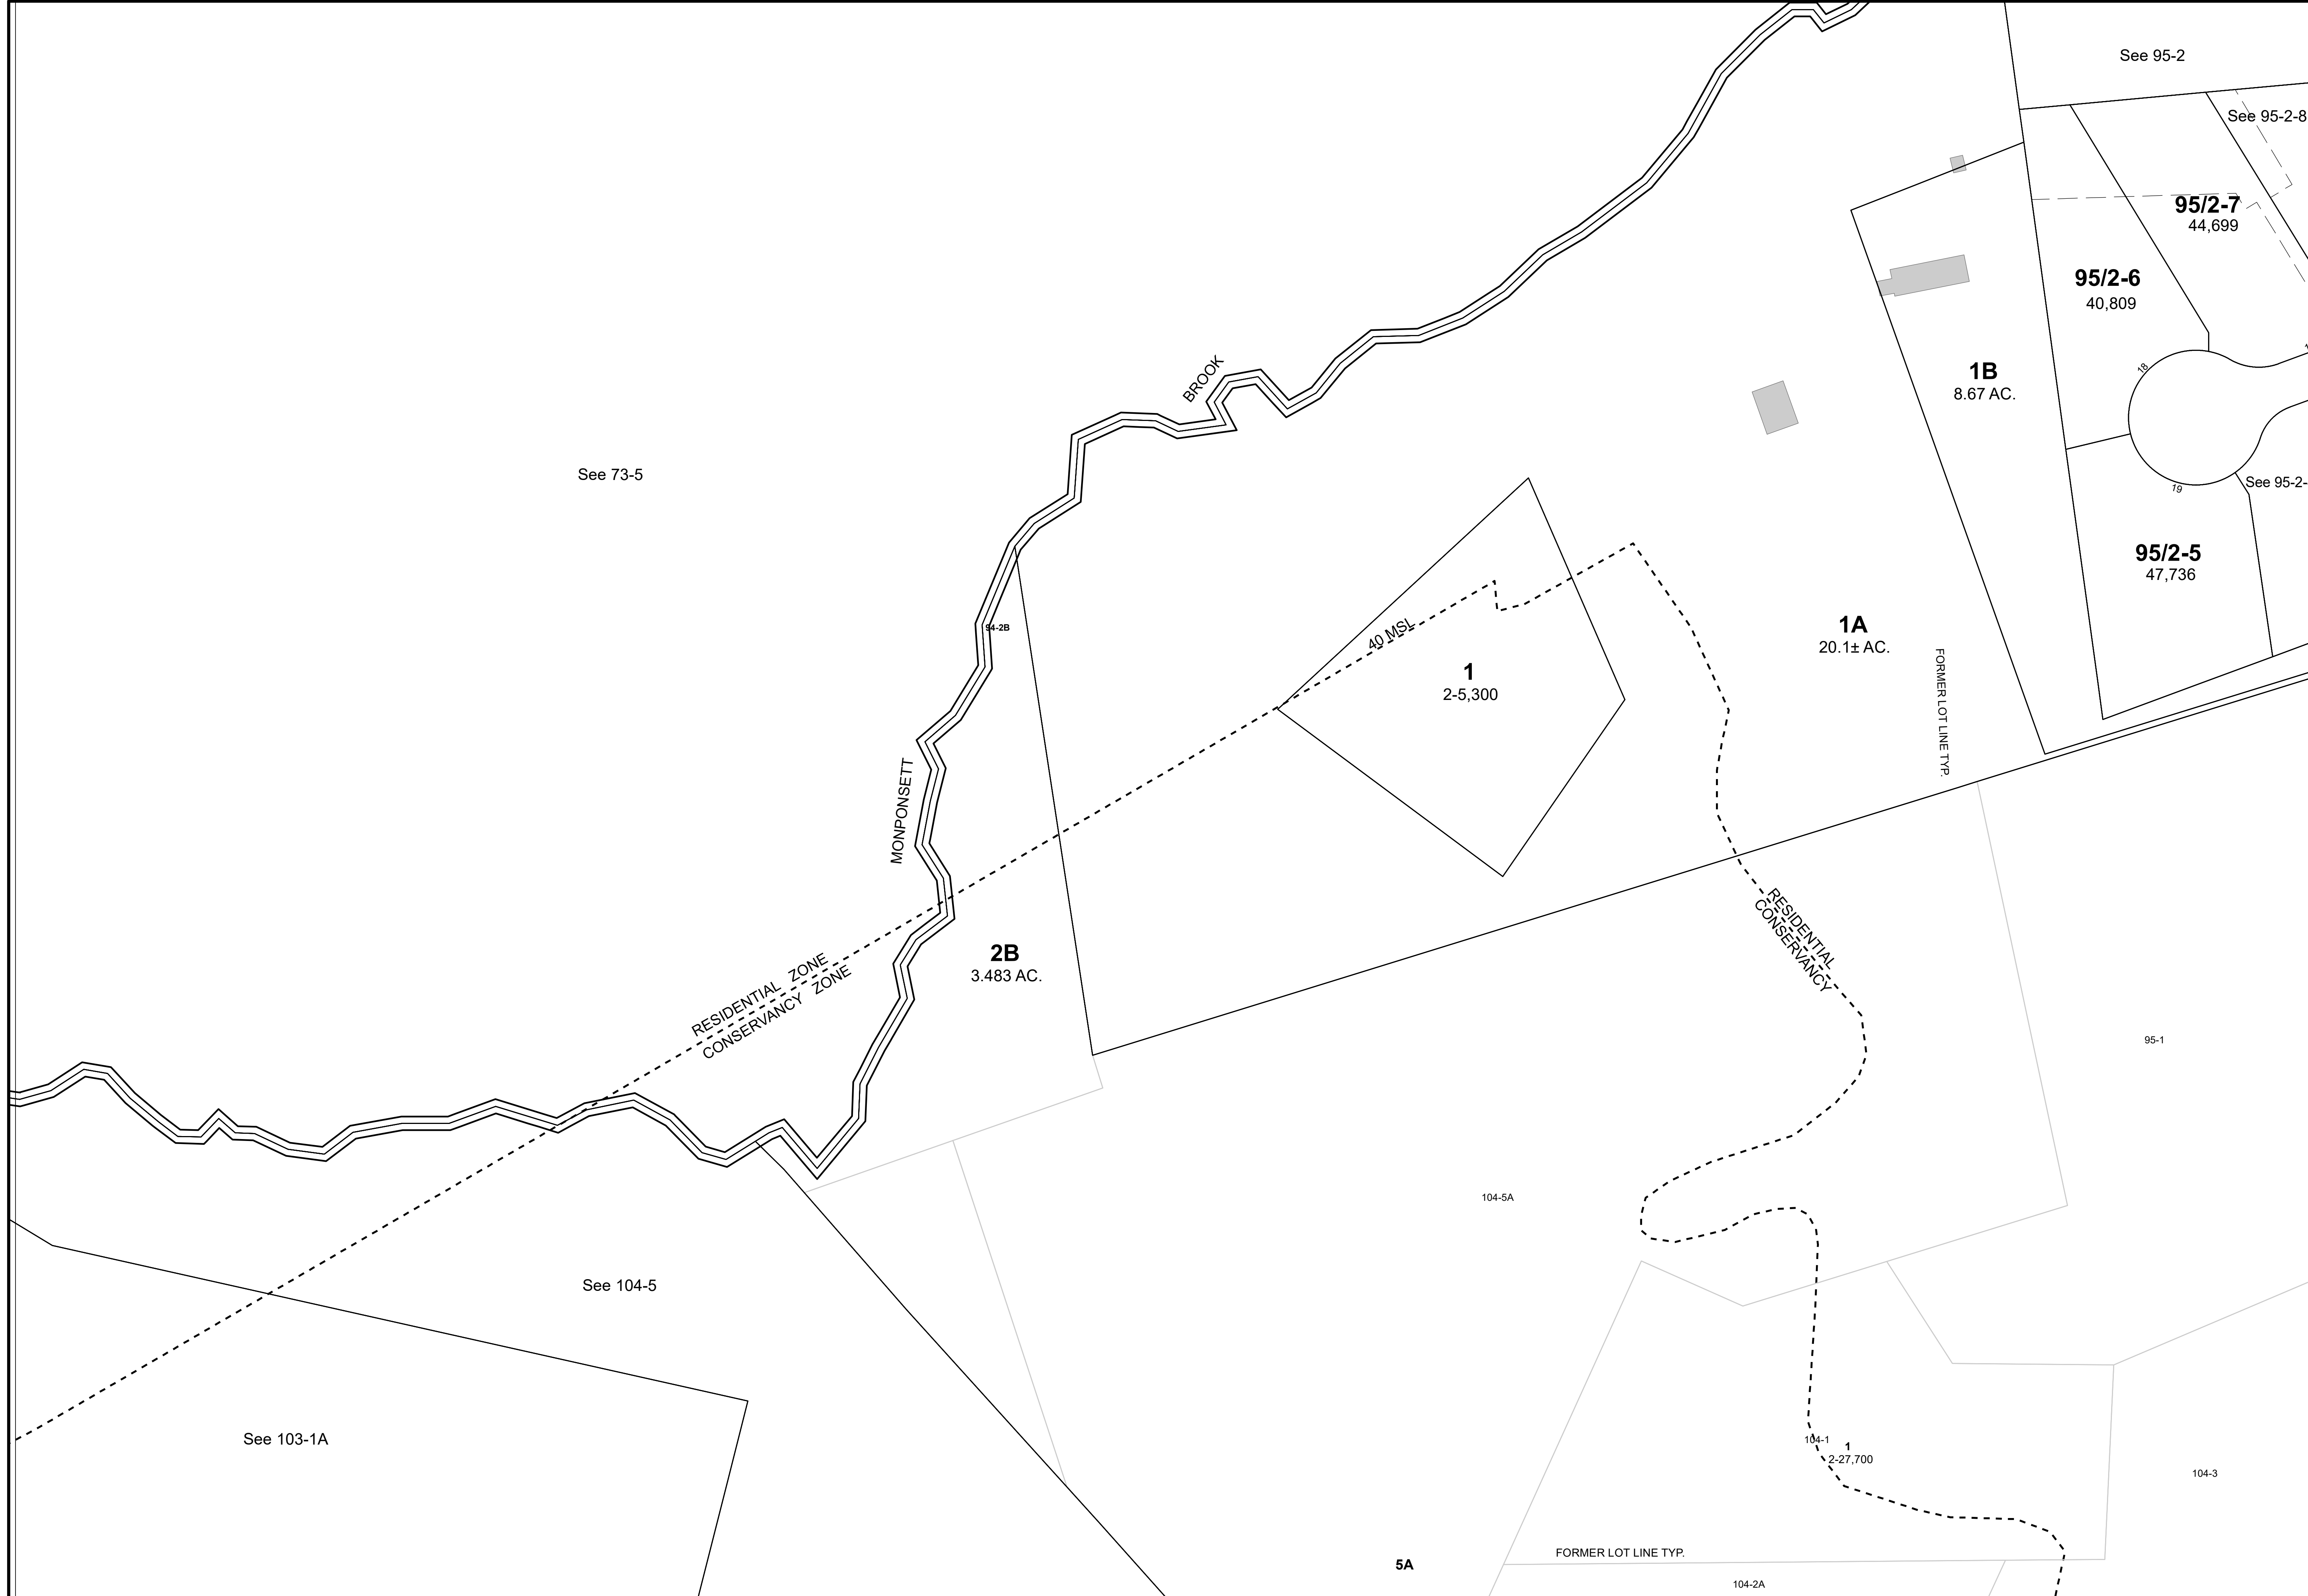 See 95-2
See 95-2-8
95/2-7
44,699
95/2-6
40,809
BROOK
18
1B
8.67 AC.
See 73-5
See 95-2-
19
95/2-5
47,736
94-2B
40 MSL
1A
20.1± AC.
1
2-5,300
FORMER LOT LINE TYP.
MONPONSETT
RESIDENTIAL
CONSERVANCY
2B
3.483 AC.
RESIDENTIAL ZONE
CONSERVANCY ZONE
95-1
104-5A
See 104-5
See 103-1A
104-1
1
2-27,700
104-3
FORMER LOT LINE TYP.
5A
104-2A